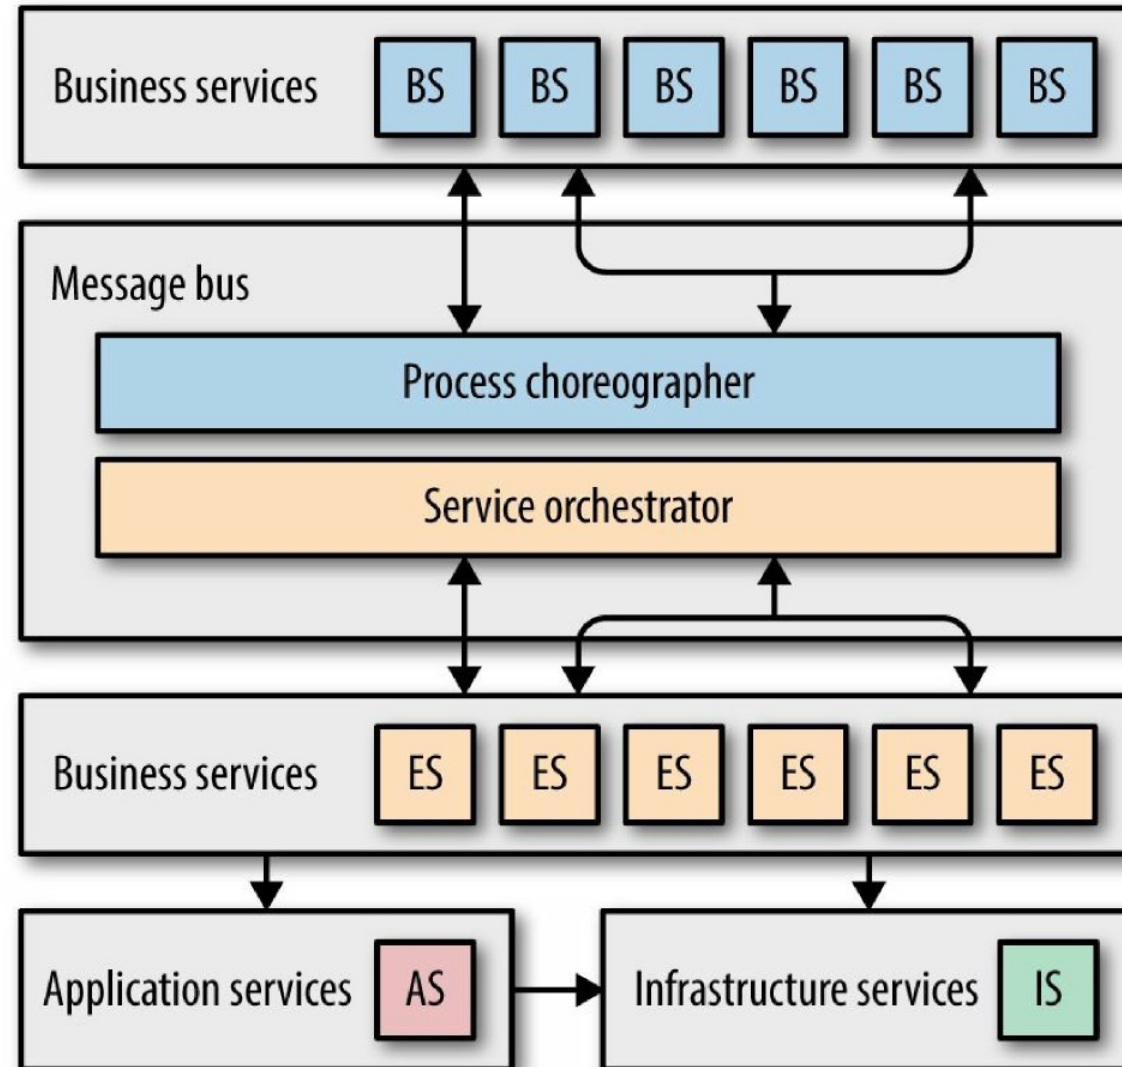 Business services BS BS BS BS BS BS
Message bus
Process choreographer
Service orchestrator
Business services ES ES ES ES ES ES
Application services AS Infrastructure services IS